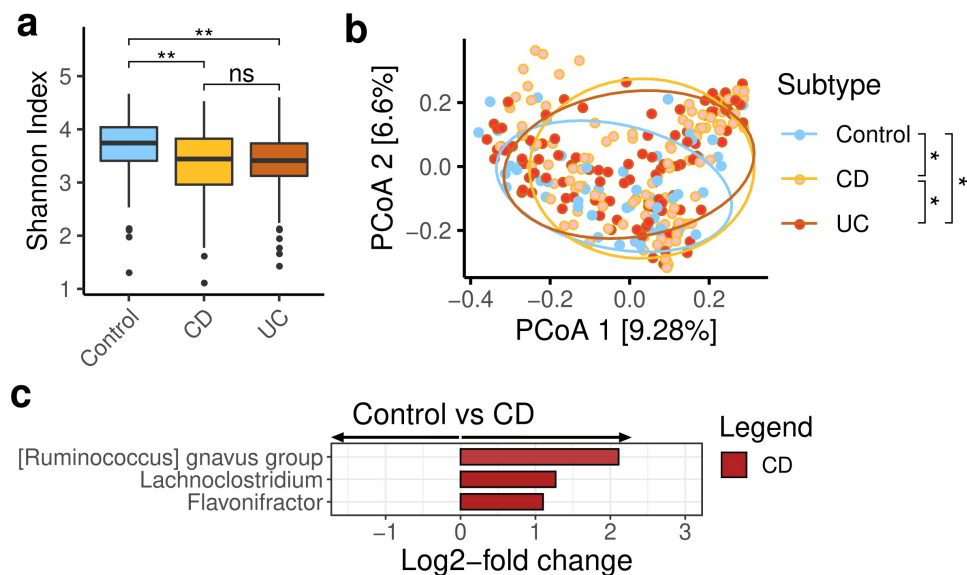 a
Shannon Index
5
4
3
2
1
**
**
ns
Control
CD
UC
b
PCoA 2 [6.6%]
0.2
0.0
−0.2
−0.4
−0.2
0.0
0.2
PCoA 1 [9.28%]
Subtype
Control
CD
UC
*
*
*
c
Control vs CD
[Ruminococcus] gnavus group
Lachnoclostridium
Flavonifractor
−1
0
1
2
3
Log2−fold change
Legend
CD